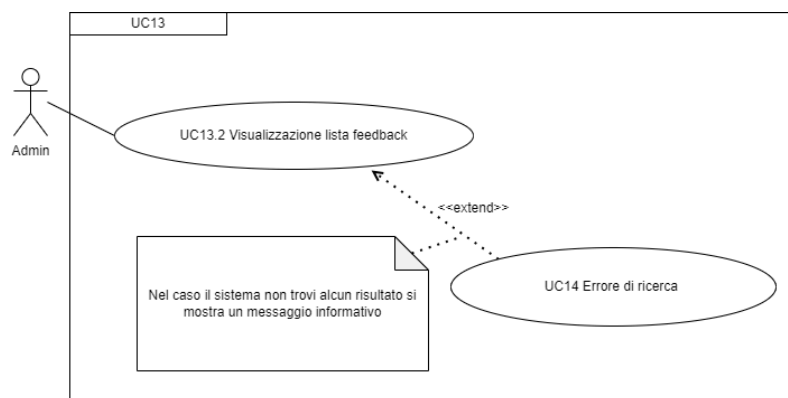 UC13
Admin
UC13.2 Visualizzazione lista feedback
<<extend>>
Nel caso il sistema non trovi alcun risultato si
mostra un messaggio informativo
UC14 Errore di ricerca